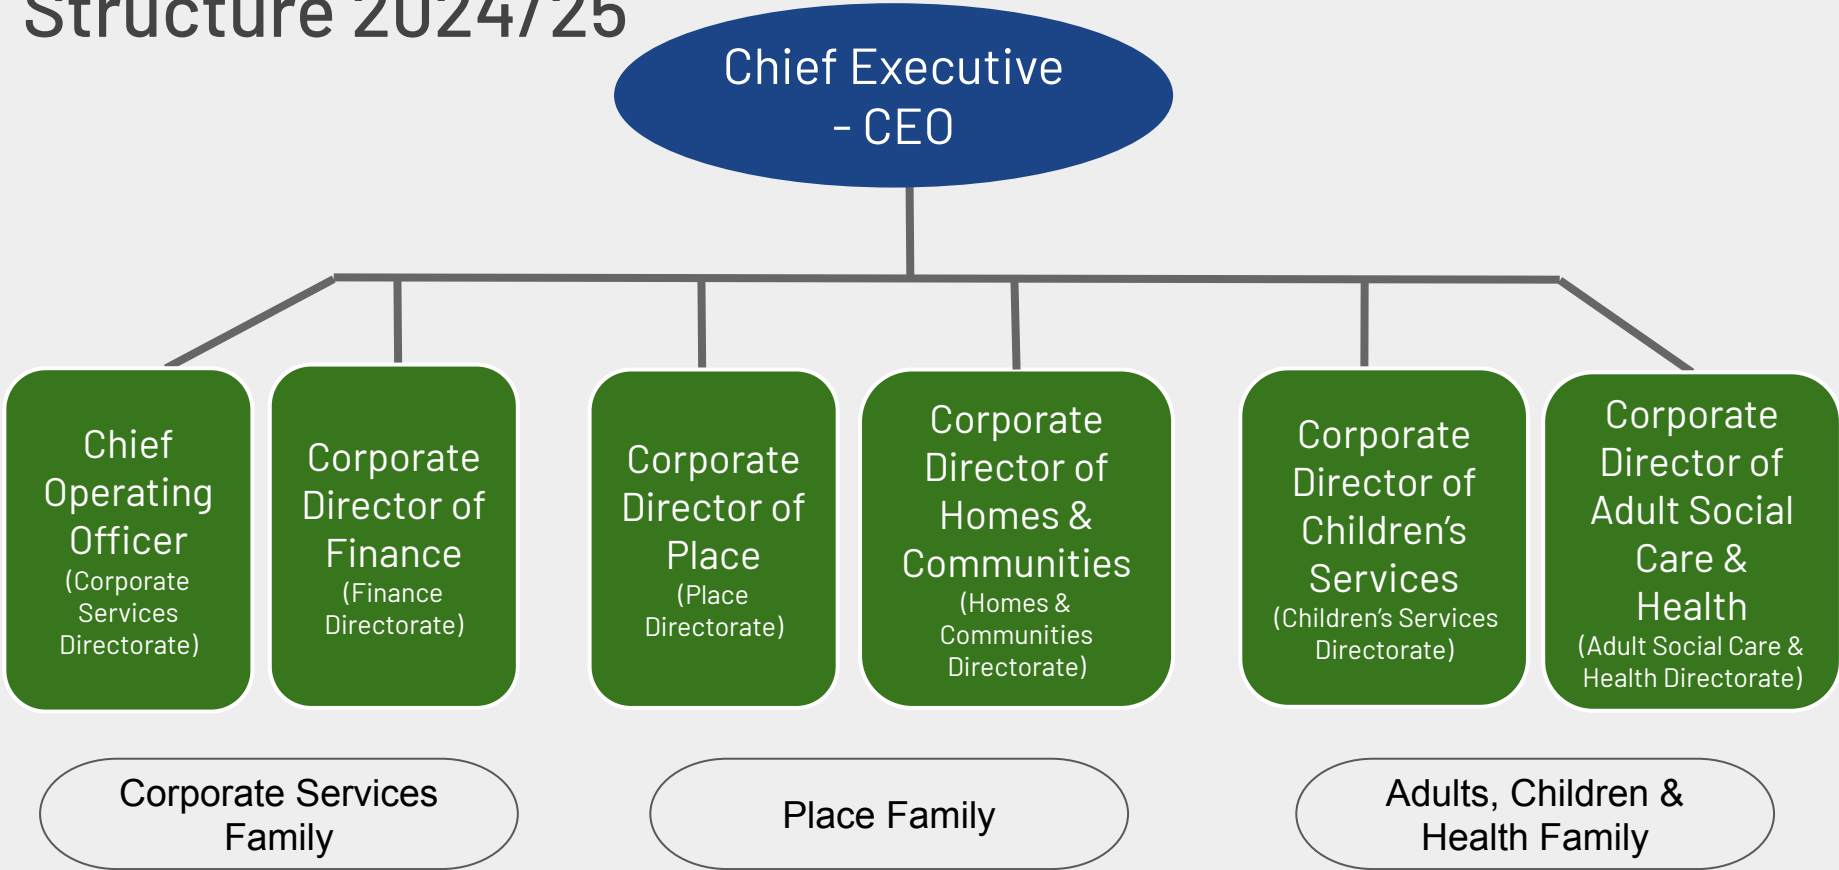 Structure 2024/25
Chief Executive
- CEO
Chief
Operating
Officer
(Corporate
Services
Directorate)
Corporate
Director of
Finance
(Finance
Directorate)
Corporate
Director of
Place
(Place
Directorate)
Corporate
Director of
Homes &
Communities
(Homes &
Communities
Directorate)
Corporate
Director of
Children’s
Services
(Children’s Services
Directorate)
Corporate
Director of
Adult Social
Care &
Health
(Adult Social Care &
Health Directorate)
Corporate Services
Family
Place Family
Adults, Children &
Health Family